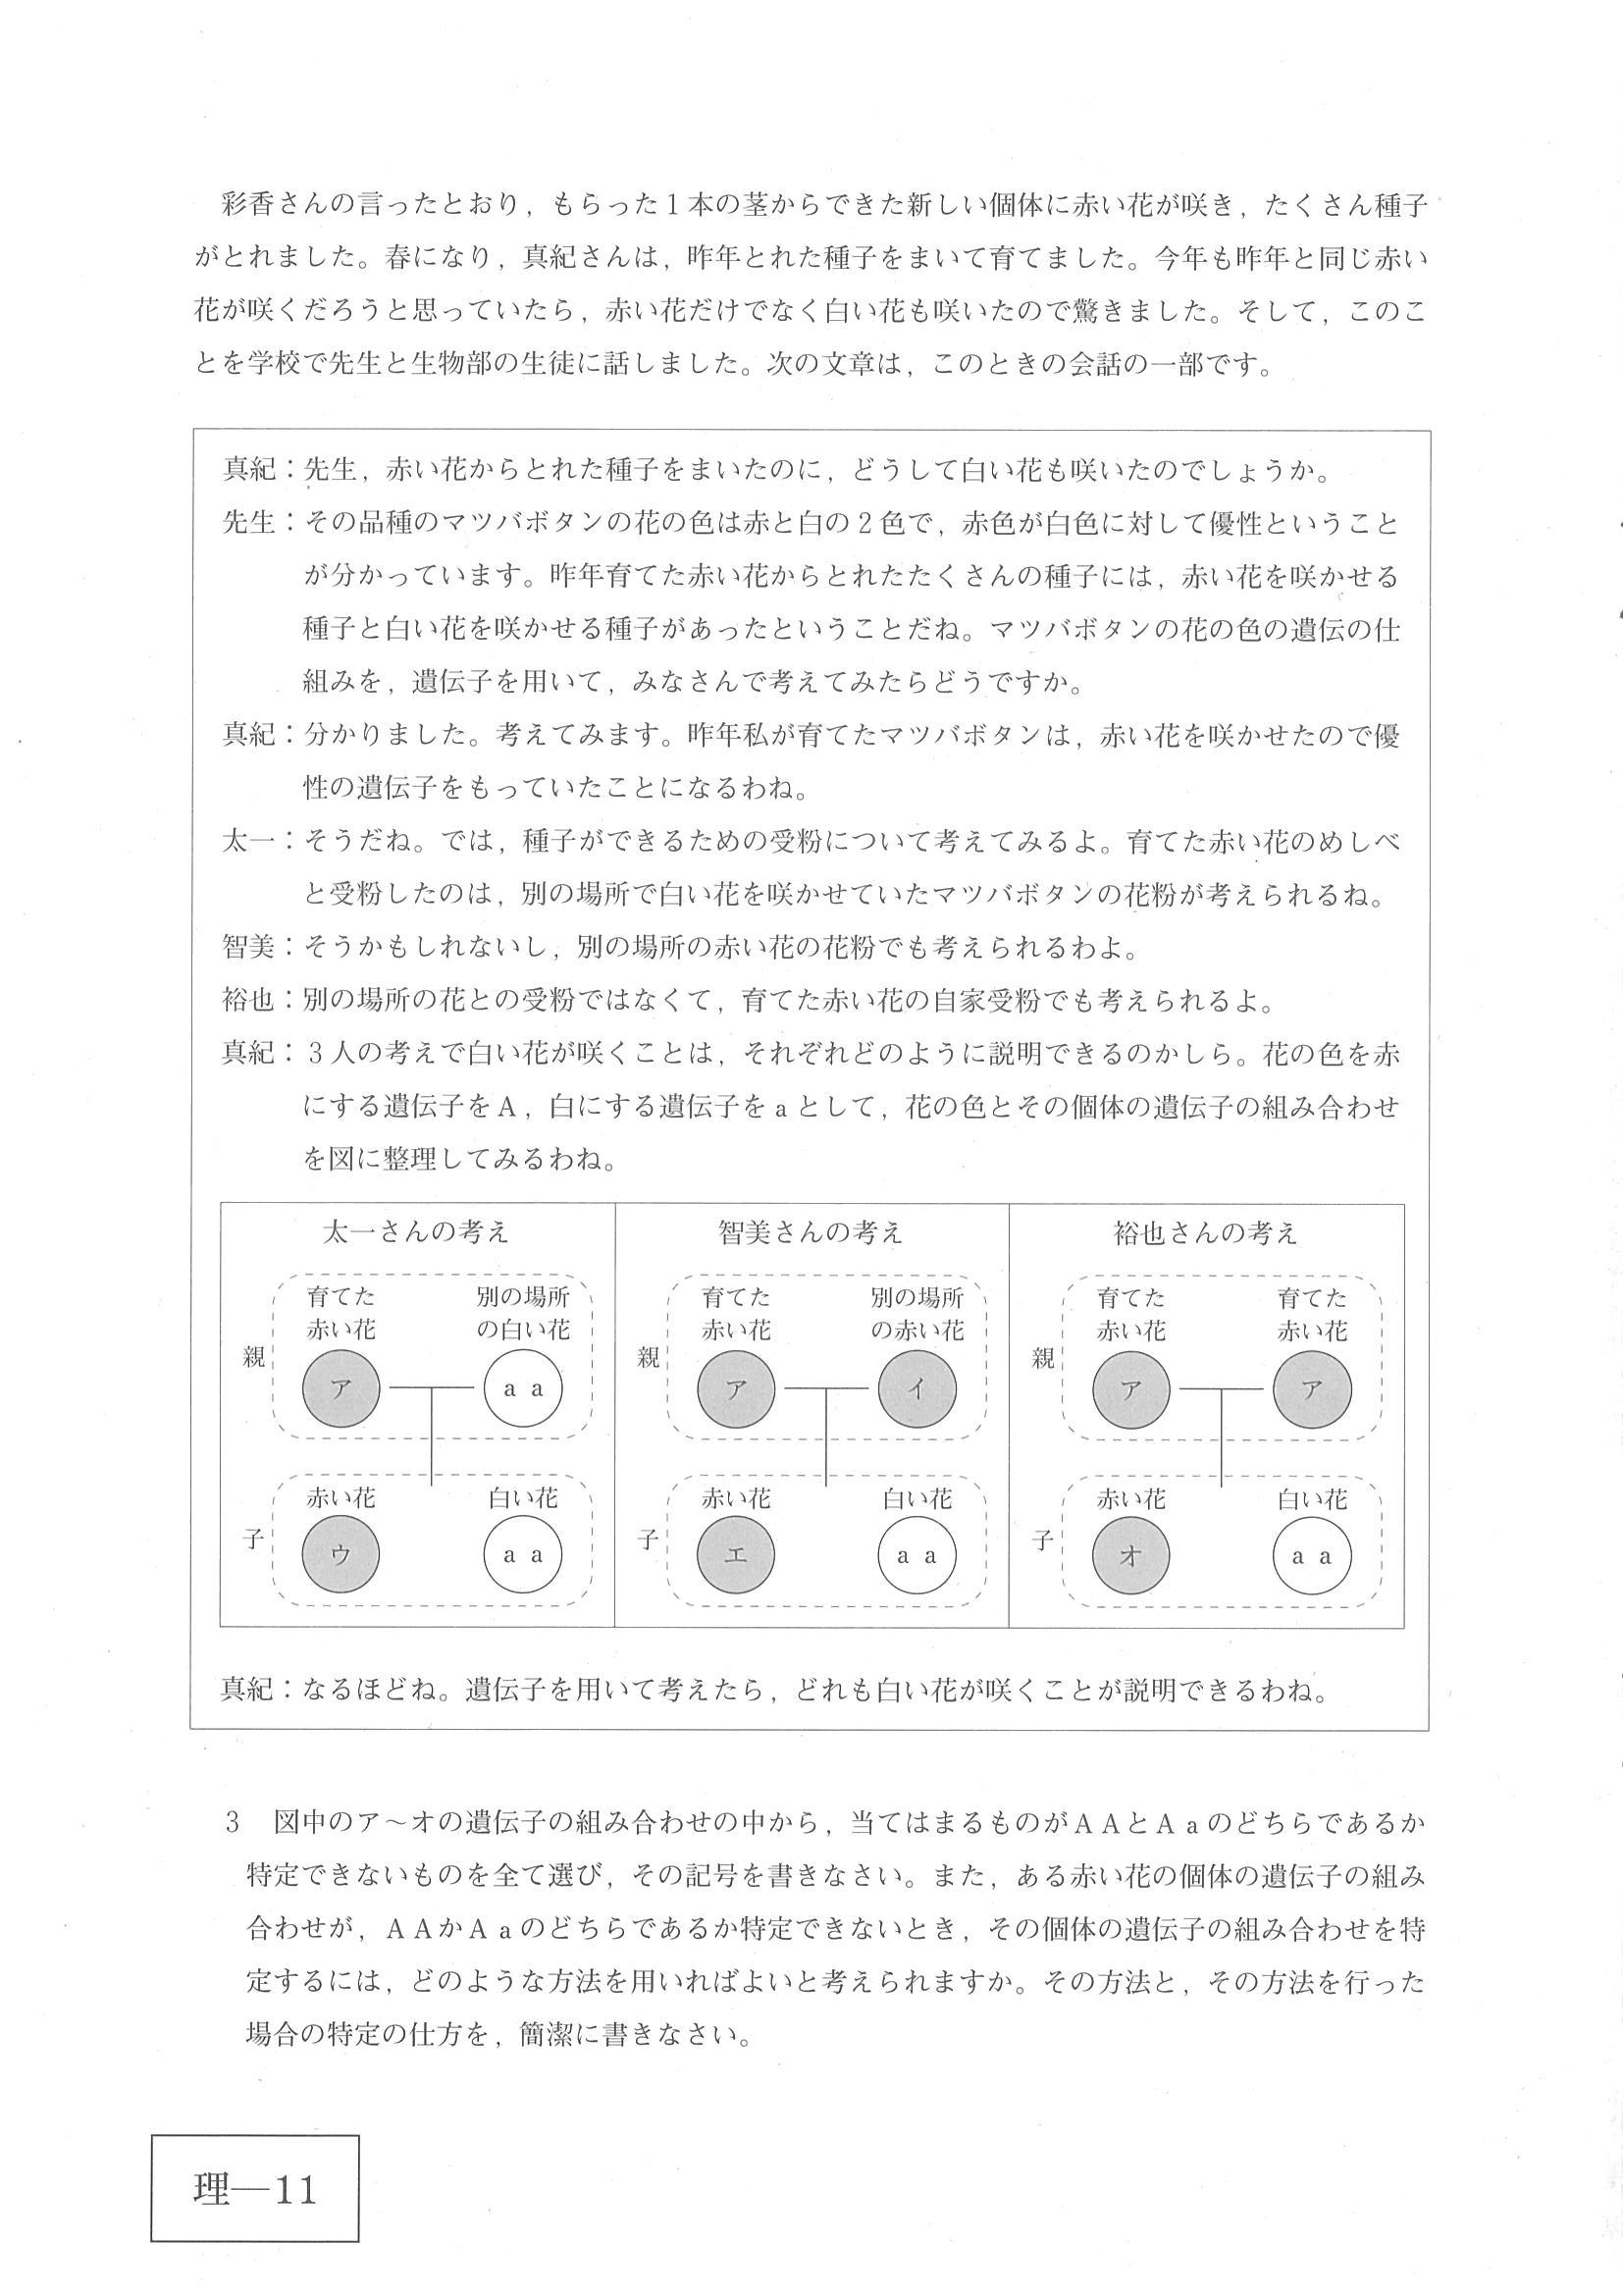 彩香さんの言ったとおり，もらった１本の茎からできた新しい個体に赤い花が咲き，たくさん種子
がとれました。春になり，真紀さんは，昨年とれた種子をまいて育てました。今年も昨年と同じ赤い
花が咲くだろうと思っていたら，赤い花だけでなく白い花も咲いたので驚きました。そして，このこ
とを学校で先生と生物部の生徒に話しました。次の文章は，このときの会話の一部です。
真紀：先生，赤い花からとれた種子をまいたのに，どうして白い花も咲いたのでしょうか。
先生：その品種のマツバボタンの花の色は赤と白の２色で，赤色が白色に対して優性ということ
が分かっています。昨年育てた赤い花からとれたたくさんの種子には，赤い花を咲かせる
種子と白い花を咲かせる種子があったということだね。マツバボタンの花の色の遺伝の仕
組みを，遺伝子を用いて，みなさんで考えてみたらどうですか。
真紀：分かりました。考えてみます。昨年私が育てたマツバボタンは，赤い花を咲かせたので優
性の遺伝子をもっていたことになるわね。
太一：そうだね。では，種子ができるための受粉について考えてみるよ。育てた赤い花のめしべ
と受粉したのは，別の場所で白い花を咲かせていたマツバボタンの花粉が考えられるね。
智美：そうかもしれないし，別の場所の赤い花の花粉でも考えられるわよ。
裕也：別の場所の花との受粉ではなくて，育てた赤い花の自家受粉でも考えられるよ。
真紀：３人の考えで白い花が咲くことは，それぞれどのように説明できるのかしら。花の色を赤
にする遺伝子をＡ，白にする遺伝子をａとして，花の色とその個体の遺伝子の組み合わせ
を図に整理してみるわね。
太一さんの考え
育てた 別の場所
赤い花 の白い花
親
ア ａａ
赤い花 白い花
子
ウ ａａ
智美さんの考え
育てた 別の場所
赤い花 の赤い花
親
ア イ
赤い花 白い花
子
エ ａａ
裕也さんの考え
育てた 育てた
赤い花 赤い花
親
ア ア
赤い花 白い花
子
オ ａａ
真紀：なるほどね。遺伝子を用いて考えたら，どれも白い花が咲くことが説明できるわね。
３　図中のア～オの遺伝子の組み合わせの中から，当てはまるものがＡＡとＡａのどちらであるか
特定できないものを全て選び，その記号を書きなさい。また，ある赤い花の個体の遺伝子の組み
合わせが，ＡＡかＡａのどちらであるか特定できないとき，その個体の遺伝子の組み合わせを特
定するには，どのような方法を用いればよいと考えられますか。その方法と，その方法を行った
場合の特定の仕方を，簡潔に書きなさい。
理―11